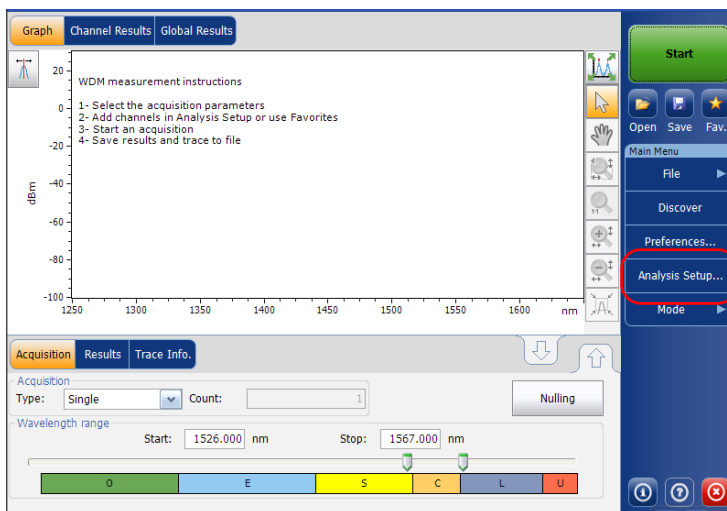 Graph Channel Results Global Results
Start
WDM measurement instructions
1- Select the acquisition parameters
2- Add channels in Analysis Setup or use Favorites
3- Start an acquisition
4- Save results and trace to file
20
0
-20
-40
-60
-80
-100
dBm
1250 1300 1350 1400 1450 1500 1550 1600 nm
1:1
Open Save Fav.
Main Menu
File
Discover
Preferences...
Analysis Setup...
Mode
Acquisition Results Trace Info.
Acquisition
Type: Single Count: 1
Nulling
Wavelength range
Start: 1526.000 nm Stop: 1567.000 nm
O E S C L U